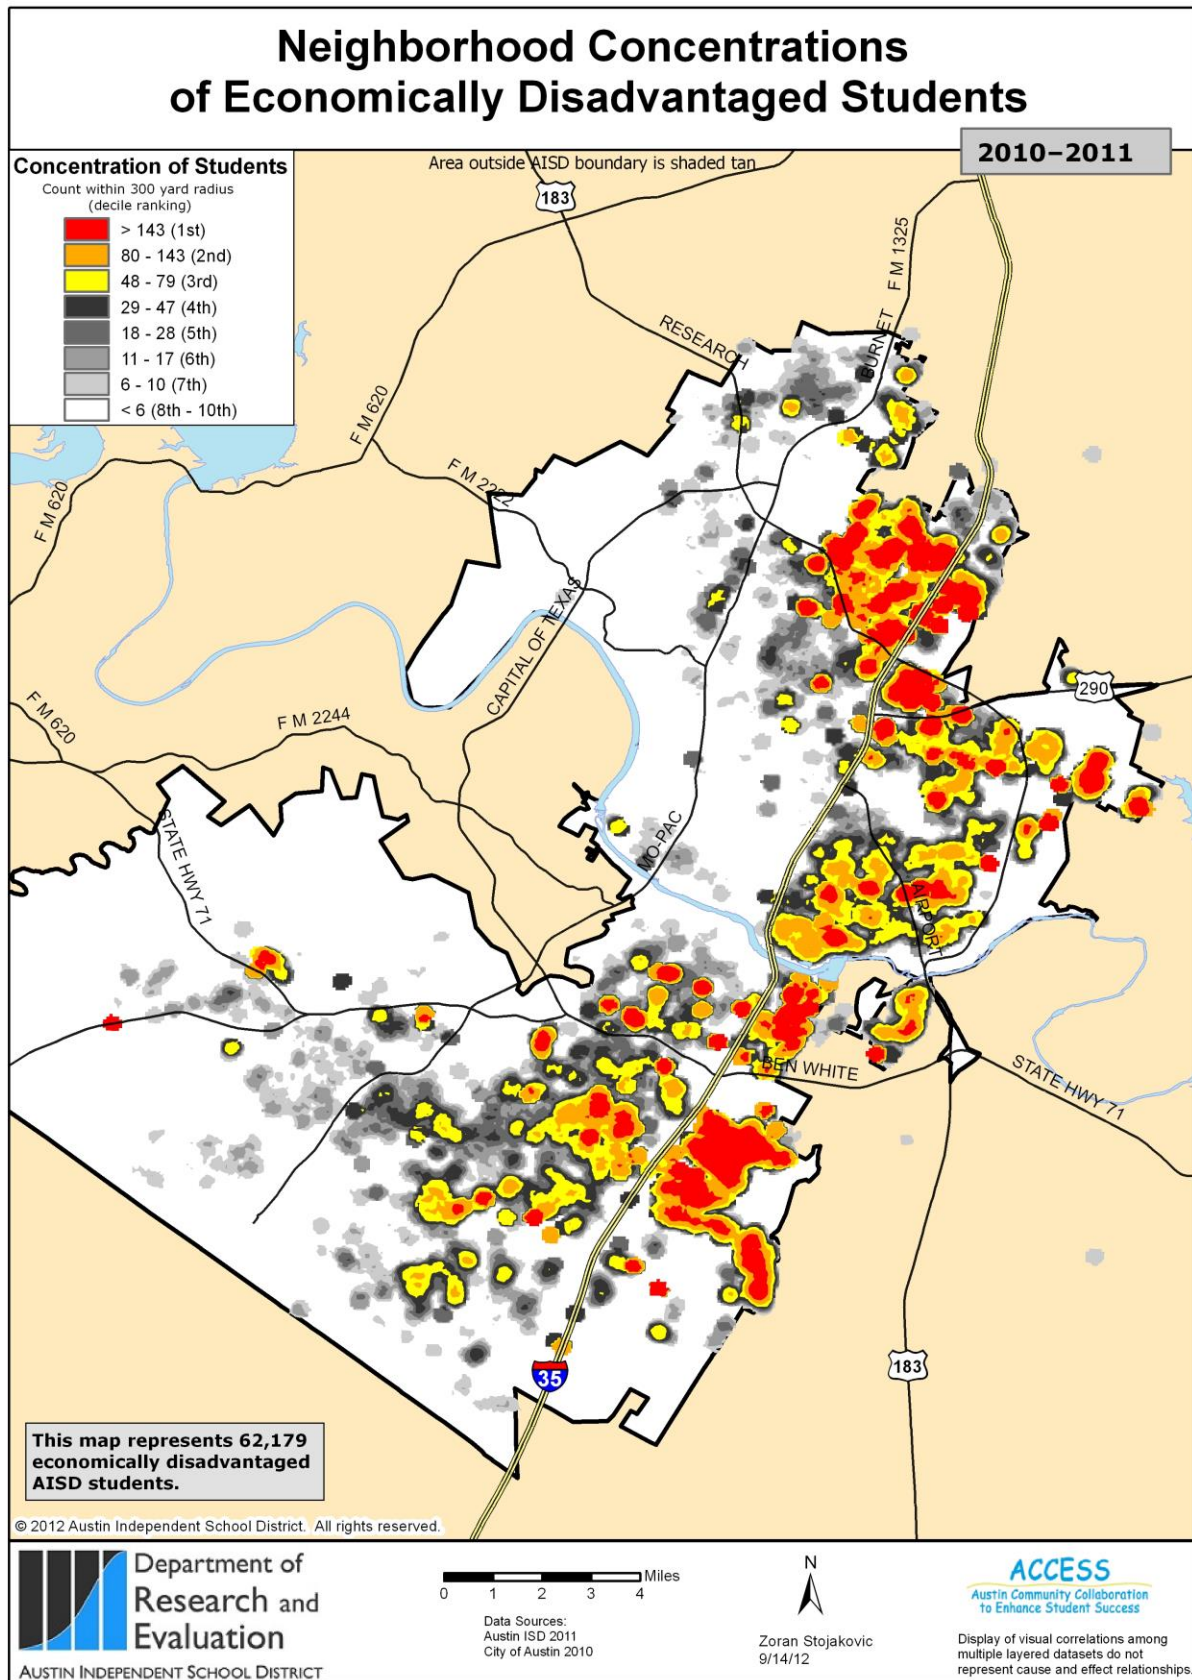 Neighborhood Concentrations
of Economically Disadvantaged Students
2010–2011
Area outside AISD boundary is shaded tan
Concentration of Students
Count within 300 yard radius
(decile ranking)
> 143 (1st)
80 - 143 (2nd)
48 - 79 (3rd)
29 - 47 (4th)
18 - 28 (5th)
11 - 17 (6th)
6 - 10 (7th)
< 6 (8th - 10th)
183
F M 1325
BURNET
RESEARCH
F M 620
F M 620
F M 2222
CAPITAL OF TEXAS
290
F M 620
F M 2244
STATE HWY 71
MO-PAC
AIRPORT
BEN WHITE
STATE HWY 71
183
35
This map represents 62,179
economically disadvantaged
AISD students.
© 2012 Austin Independent School District. All rights reserved.
Department of
Research and
Evaluation
AUSTIN INDEPENDENT SCHOOL DISTRICT
0 1 2 3 4 Miles
Data Sources:
Austin ISD 2011
City of Austin 2010
N
Zoran Stojakovic
9/14/12
ACCESS
Austin Community Collaboration
to Enhance Student Success
Display of visual correlations among
multiple layered datasets do not
represent cause and effect relationships